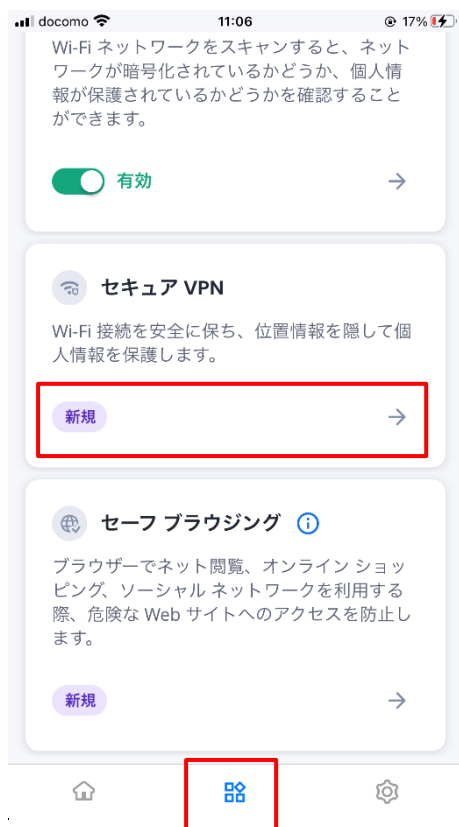 docomo 11:06 17%
Wi-Fi ネットワークをスキャンすると、ネット
ワークが暗号化されているかどうか、個人情
報が保護されているかどうかを確認すること
ができます。
有効
セキュア VPN
Wi-Fi 接続を安全に保ち、位置情報を隠して個
人情報を保護します。
新規
セーフ ブラウジング
ブラウザーでネット閲覧、オンライン ショッ
ピング、ソーシャル ネットワークを利用する
際、危険な Web サイトへのアクセスを防止し
ます。
新規